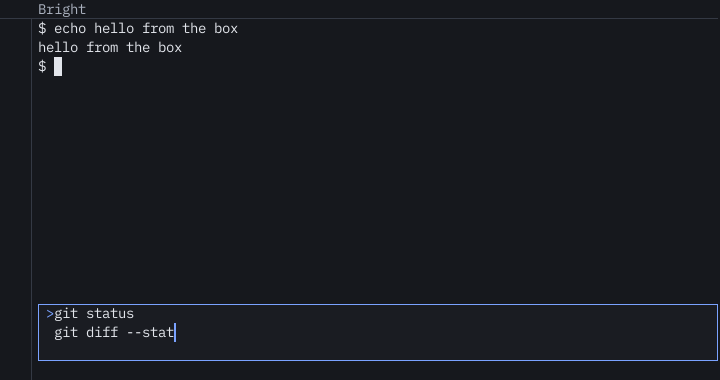 Bright
$ echo hello from the box
hello from the box
$
>git status
git diff --stat